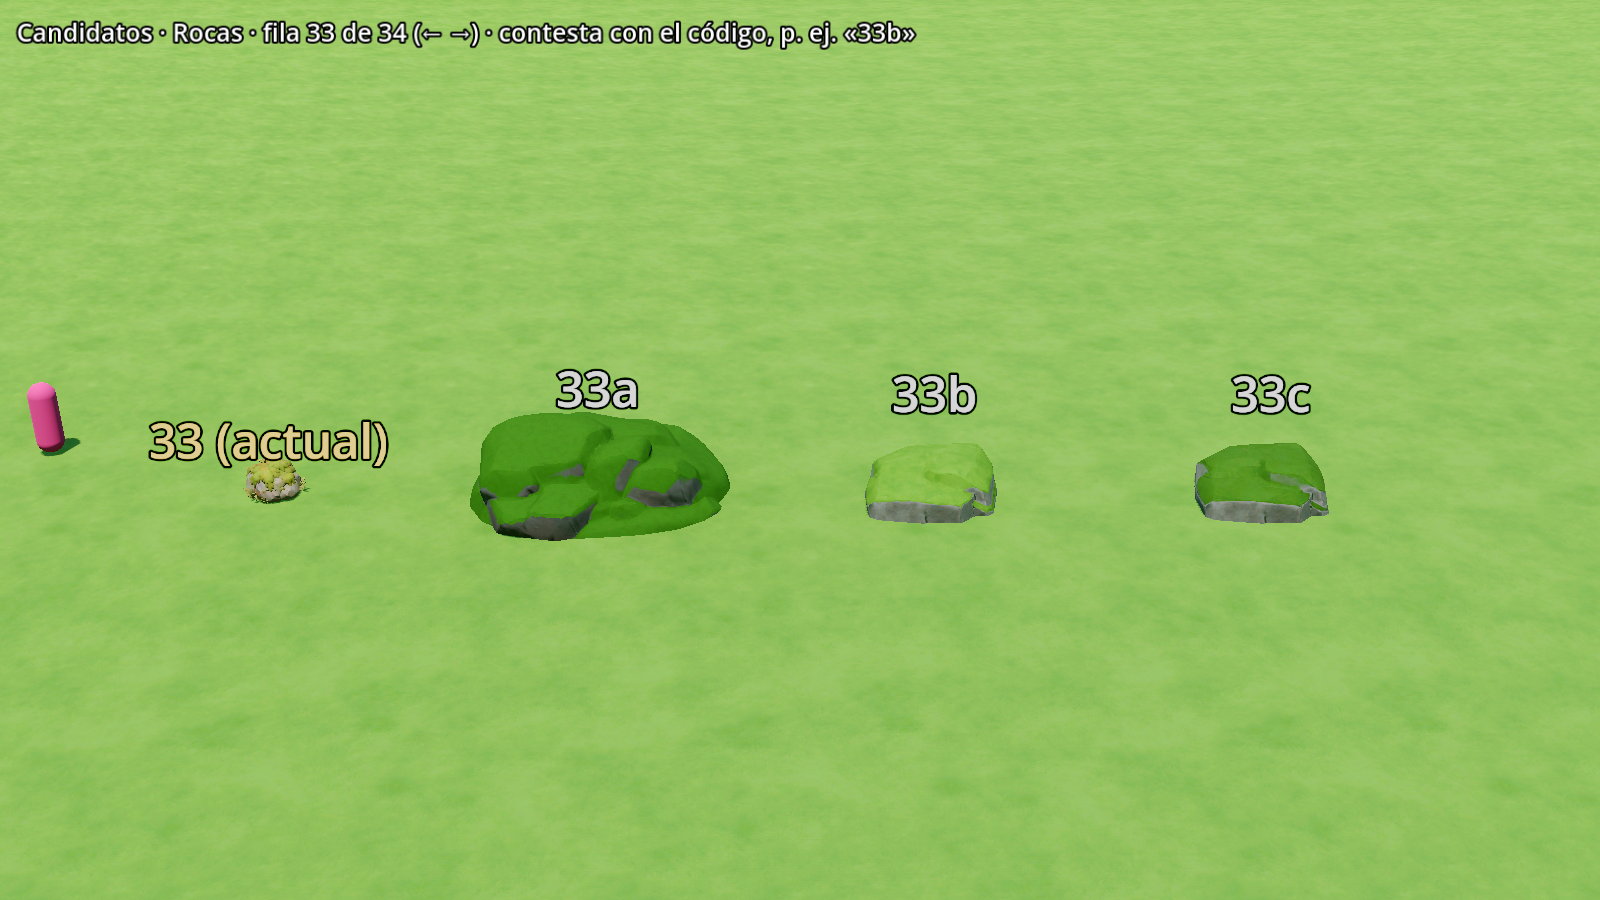 Candidatos · Rocas · fila 33 de 34 (← →) · contesta con el código, p. ej. «33b»
33 (actual)
33a
33b
33c